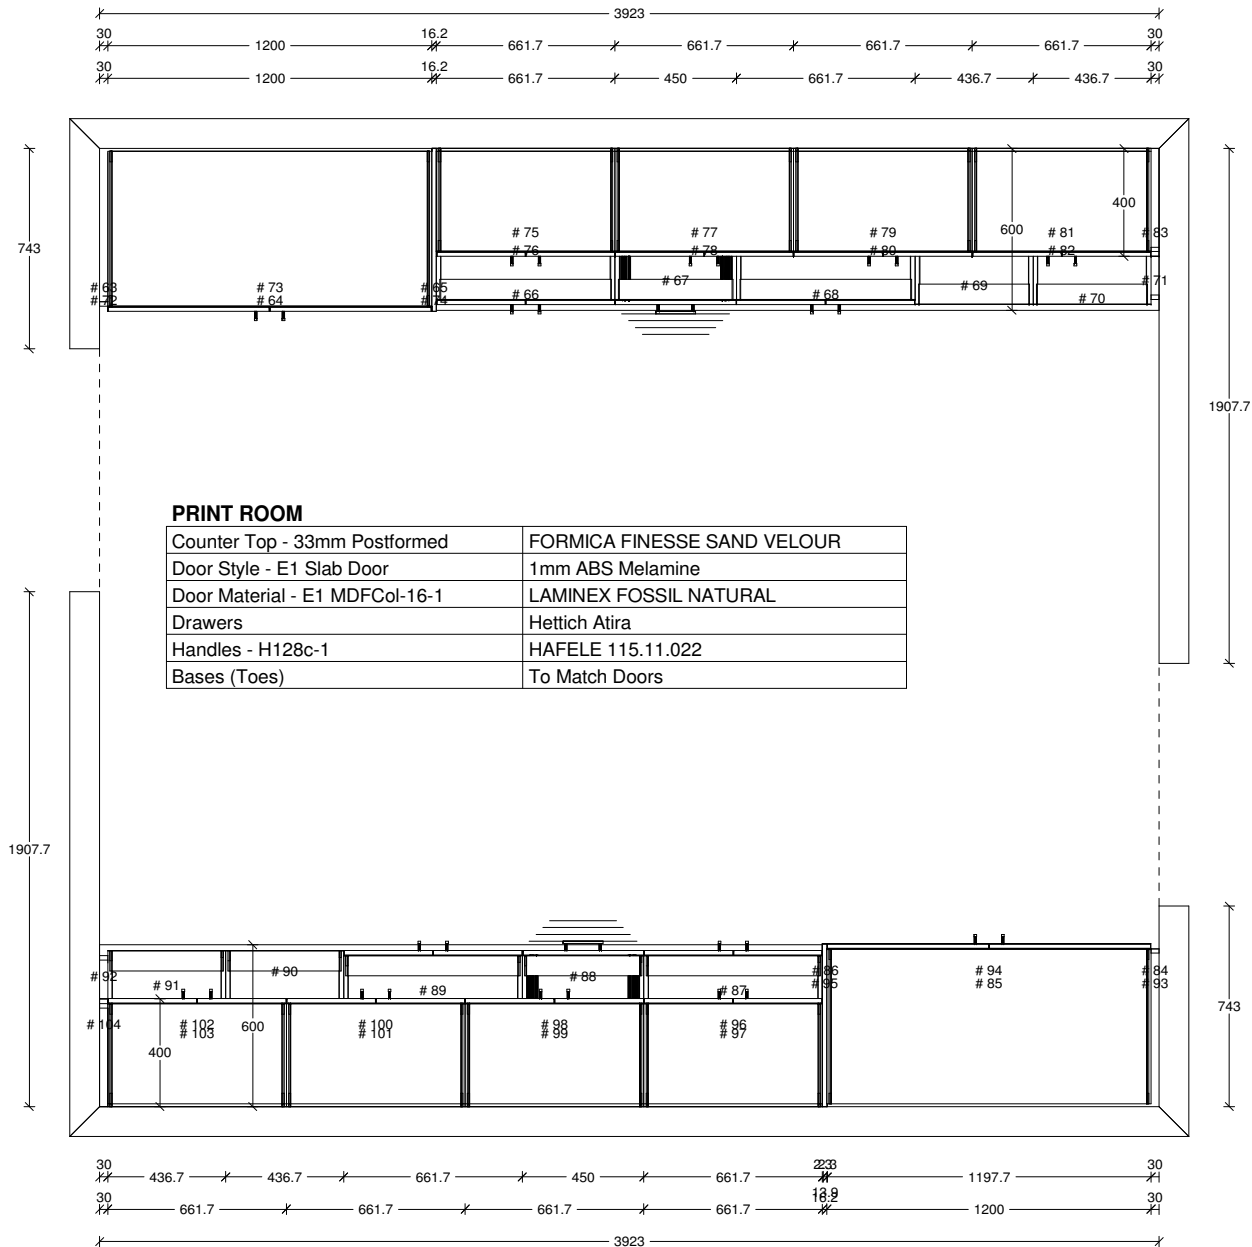 3923
30 1200 16.2 661.7 661.7 661.7 661.7 30
30 1200 16.2 661.7 450 661.7 436.7 436.7 30
743
600
400
1907.7
# 75 # 77 # 79 # 81 # 83
# 76 # 78 # 80 # 82
# 63 # 73 # 65 # 67 # 69 # 71
# 72 # 64 # 74 # 66 # 68 # 70
PRINT ROOM
Counter Top - 33mm Postformed FORMICA FINESSE SAND VELOUR
Door Style - E1 Slab Door 1mm ABS Melamine
Door Material - E1 MDFCol-16-1 LAMINEX FOSSIL NATURAL
Drawers Hettich Atira
Handles - H128c-1 HAFELE 115.11.022
Bases (Toes) To Match Doors
1907.7
# 92 # 90 # 88 # 86 # 94 # 84
# 91 # 89 # 87 # 95 # 85 # 93
# 104 # 102 # 100 # 98 # 96
# 103 # 101 # 99 # 97
600
400
743
30 436.7 436.7 661.7 450 661.7 2.3 1197.7 30
13.9
30 661.7 661.7 661.7 661.7 16.2 1200 30
3923